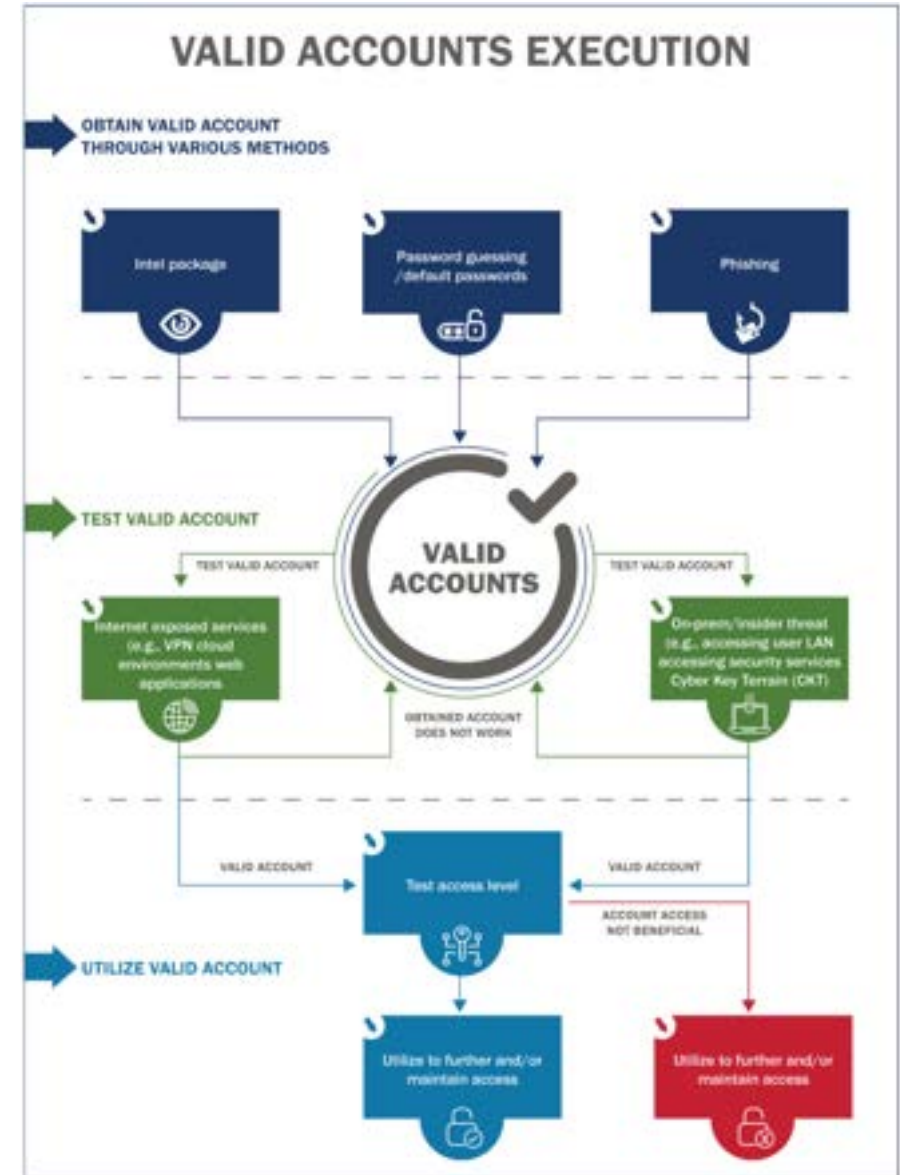 VALID ACCOUNTS EXECUTION
OBTAIN VALID ACCOUNT
THROUGH VARIOUS METHODS
Intel package
Password guessing
/default passwords
Phishing
TEST VALID ACCOUNT
TEST VALID ACCOUNT
VALID
ACCOUNTS
TEST VALID ACCOUNT
Internet exposed services
(e.g., VPN cloud
environments web
applications
On-prem/insider threat
(e.g., accessing user LAN
accessing security services
Cyber Key Terrain (CKT)
OBTAINED ACCOUNT
DOES NOT WORK
VALID ACCOUNT
Test access level
VALID ACCOUNT
ACCOUNT ACCESS
NOT BENEFICIAL
UTILIZE VALID ACCOUNT
Utilize to further and/or
maintain access
Utilize to further and/or
maintain access